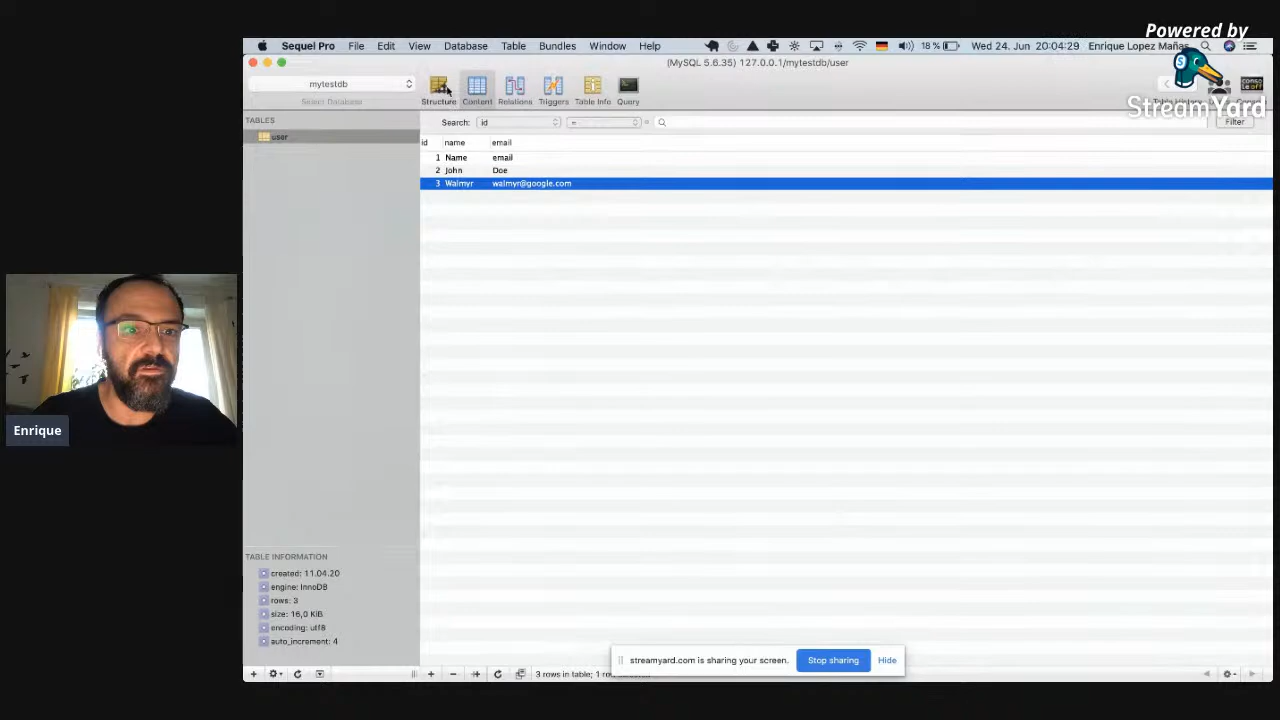 Powered by
StreamYard
Sequel Pro File Edit View Database Table Bundles Window Help
18 % Wed 24. Jun 20:04:29 Enrique Lopez Mañas
(MySQL 5.6.35) 127.0.0.1/mytestdb/user
mytestdb
Select Database
Structure Content Relations Triggers Table Info Query
TABLES
user
Search: id =
Filter
id name email
1 Name email
2 John Doe
3 Walmyr walmyr@google.com
Enrique
TABLE INFORMATION
created: 11.04.20
engine: InnoDB
rows: 3
size: 16,0 KiB
encoding: utf8
auto_increment: 4
streamyard.com is sharing your screen. Stop sharing Hide
3 rows in table; 1 ro